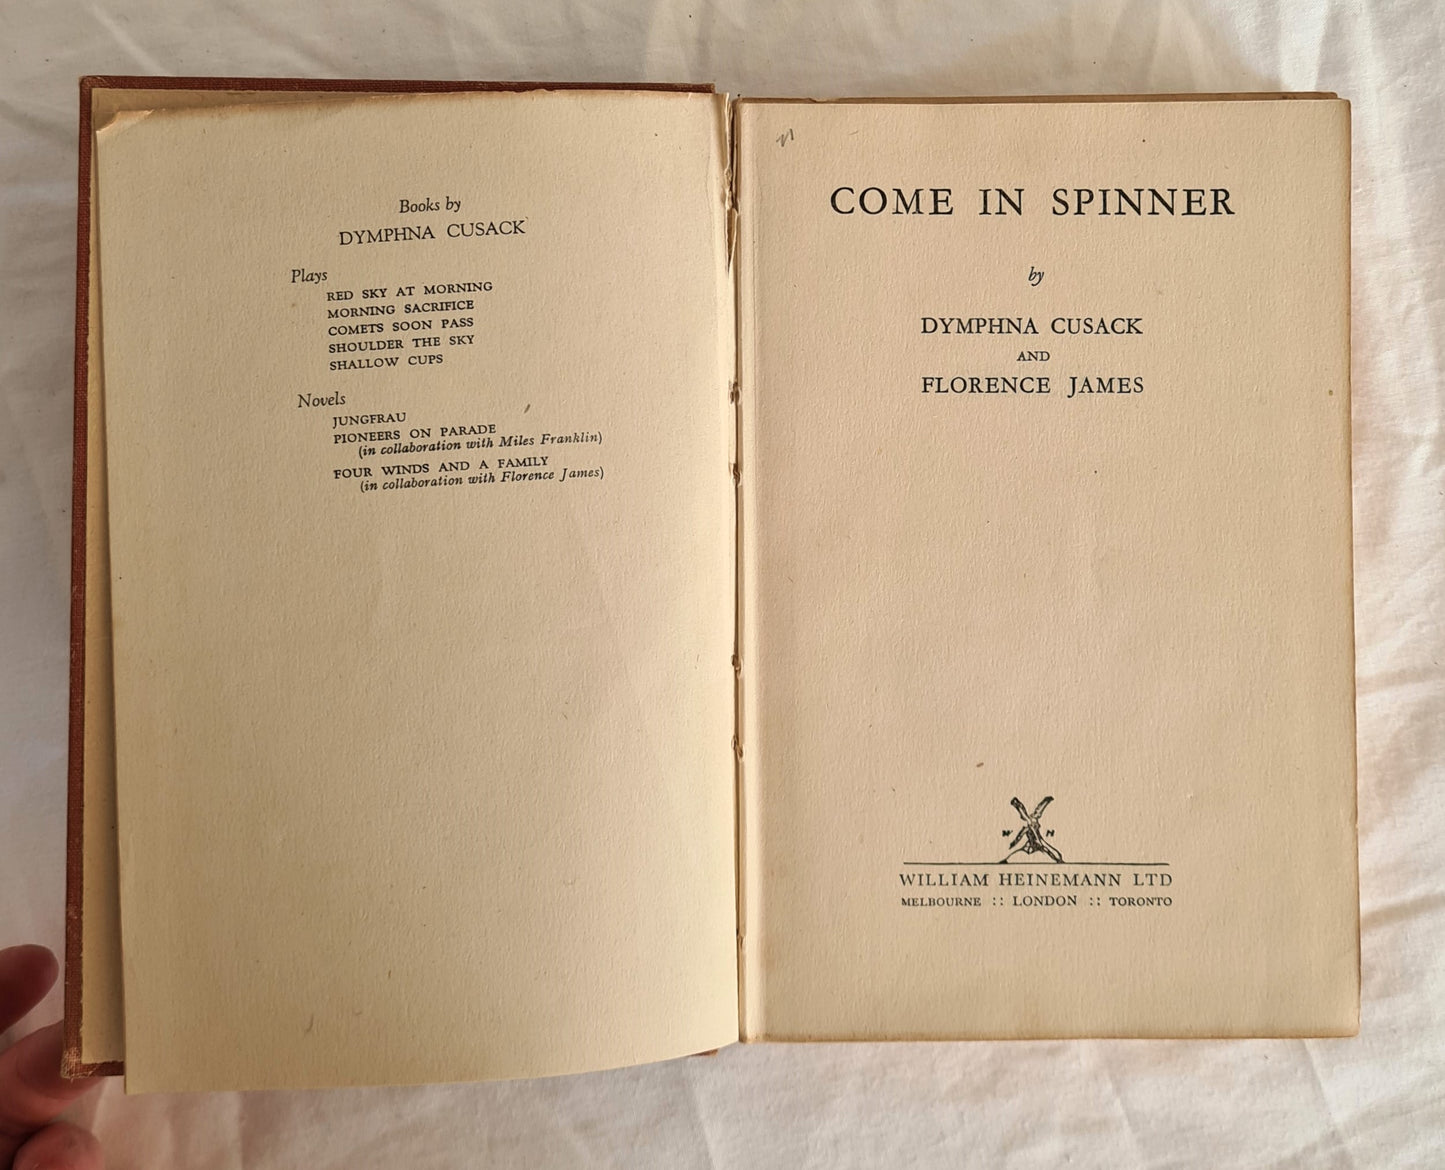 Books by
DYMPHNA CUSACK
Plays
RED SKY AT MORNING
MORNING SACRIFICE
COMETS SOON PASS
SHOULDER THE SKY
SHALLOW CUPS
Novels
JUNGFRAU
PIONEERS ON PARADE
(in collaboration with Miles Franklin)
FOUR WINDS AND A FAMILY
(in collaboration with Florence James)
COME IN SPINNER
by
DYMPHNA CUSACK
AND
FLORENCE JAMES
W H
WILLIAM HEINEMANN LTD
MELBOURNE :: LONDON :: TORONTO